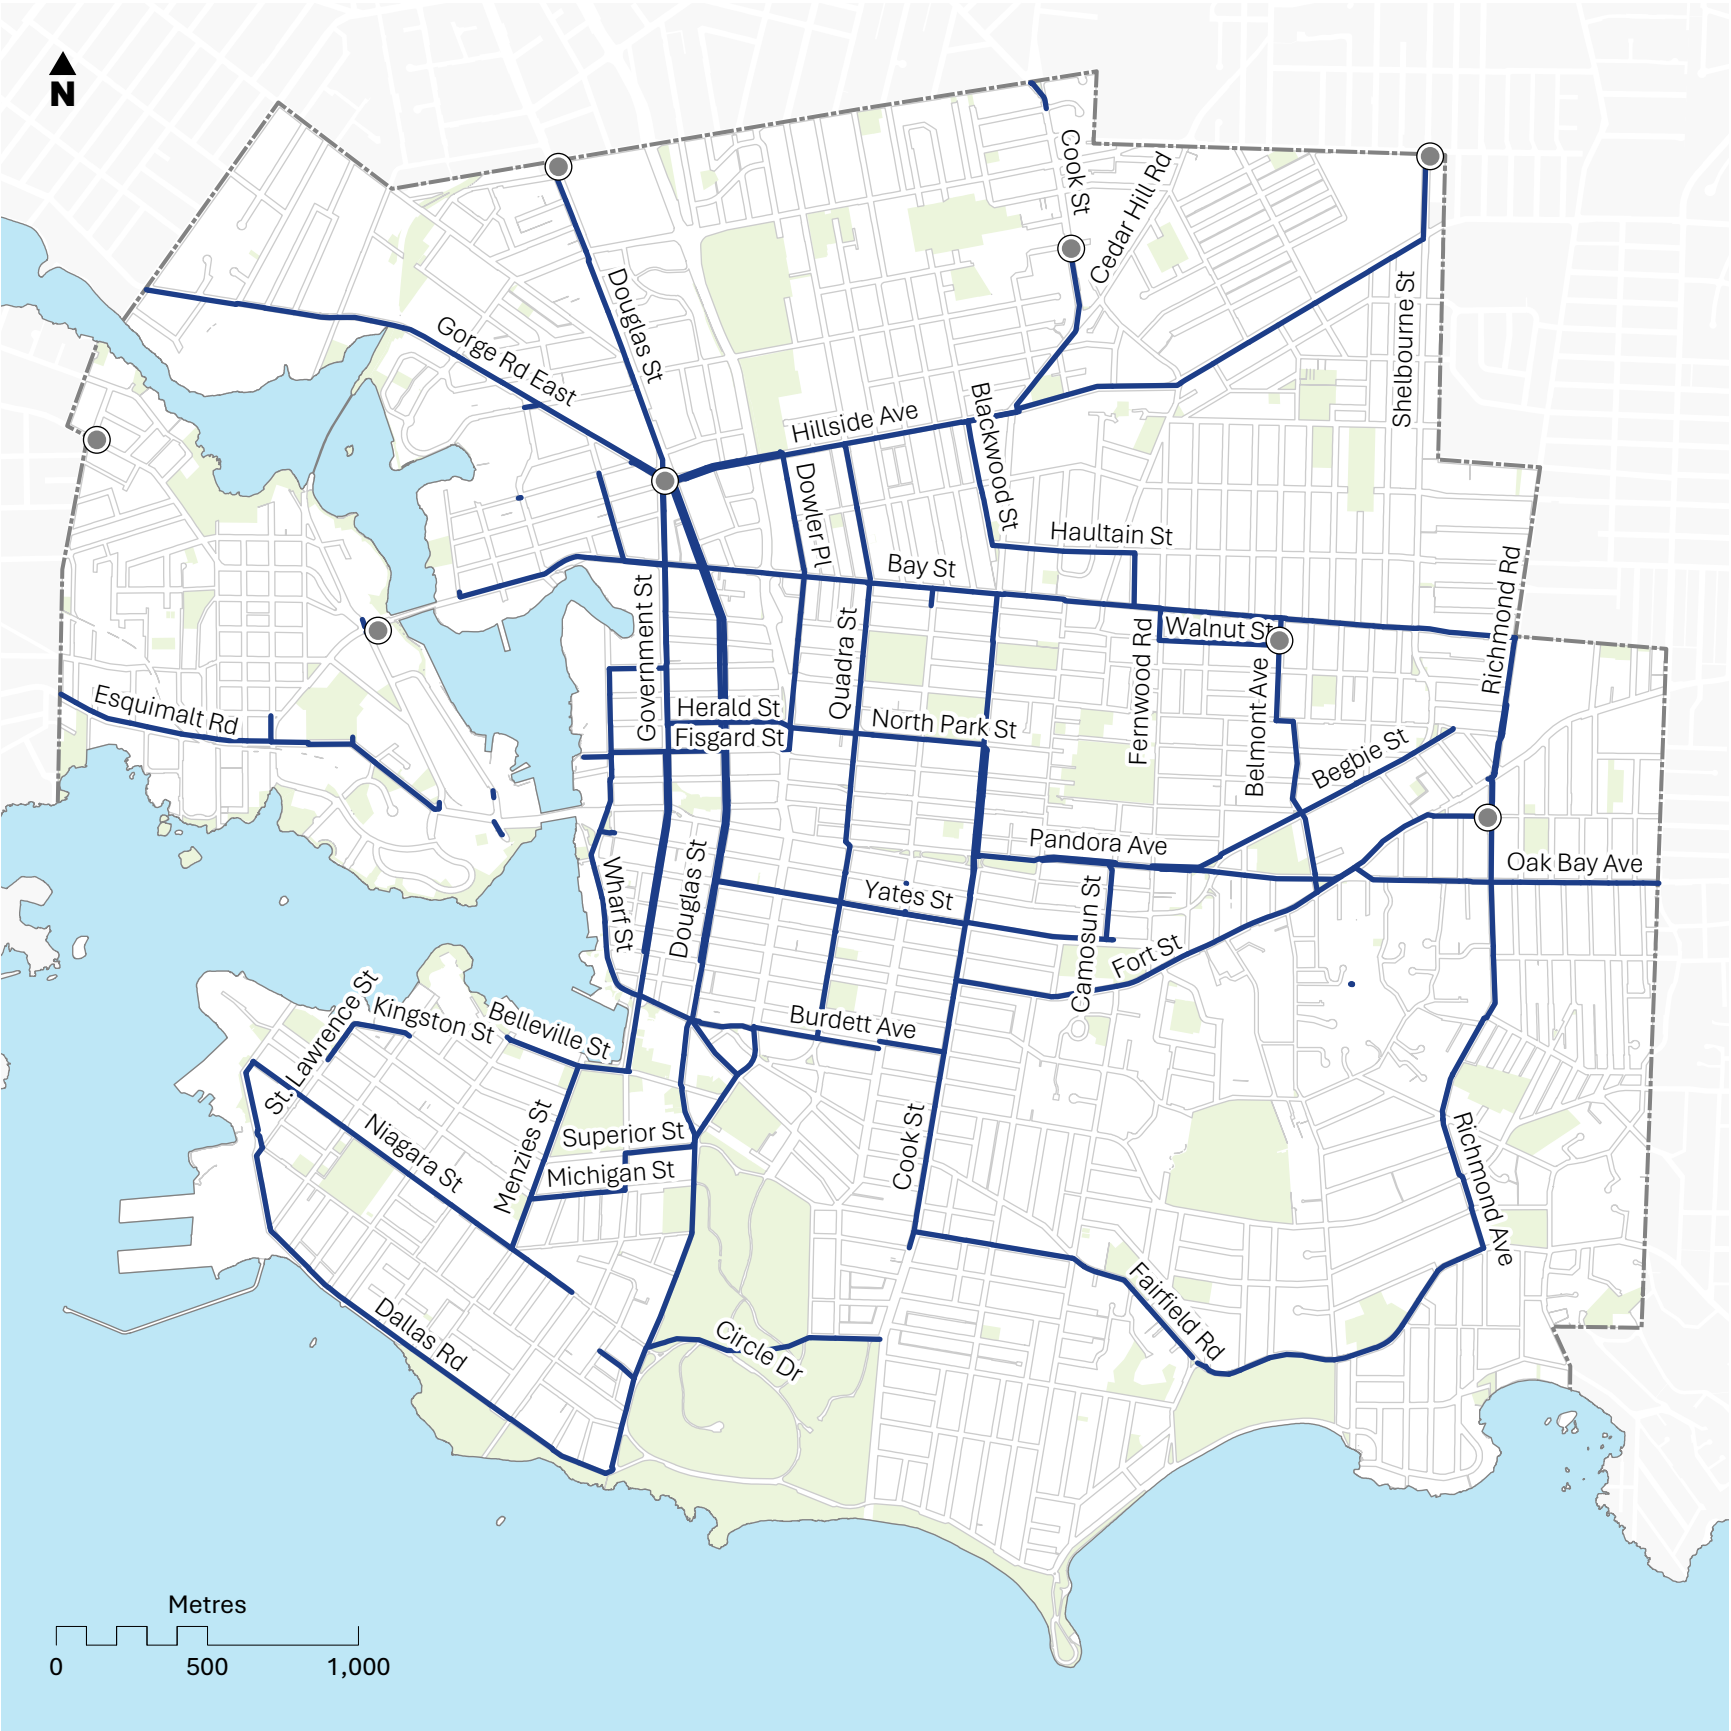 N
Cook St
Cedar Hill Rd
Douglas St
Shelbourne St
Gorge Rd East
Hillside Ave
Blackwood St
Dowler Pl
Haultain St
Bay St
Richmond Rd
Government St
Quadra St
Fernwood Rd
Walnut St
Belmont Ave
Esquimalt Rd
Herald St
North Park St
Fisgard St
Begbie St
Pandora Ave
Oak Bay Ave
Wharf St
Douglas St
Yates St
Camosun St
Fort St
St. Lawrence St
Kingston St
Belleville St
Burdett Ave
Niagara St
Menzies St
Superior St
Michigan St
Cook St
Richmond Ave
Fairfield Rd
Dallas Rd
Circle Dr
Metres
0 500 1,000